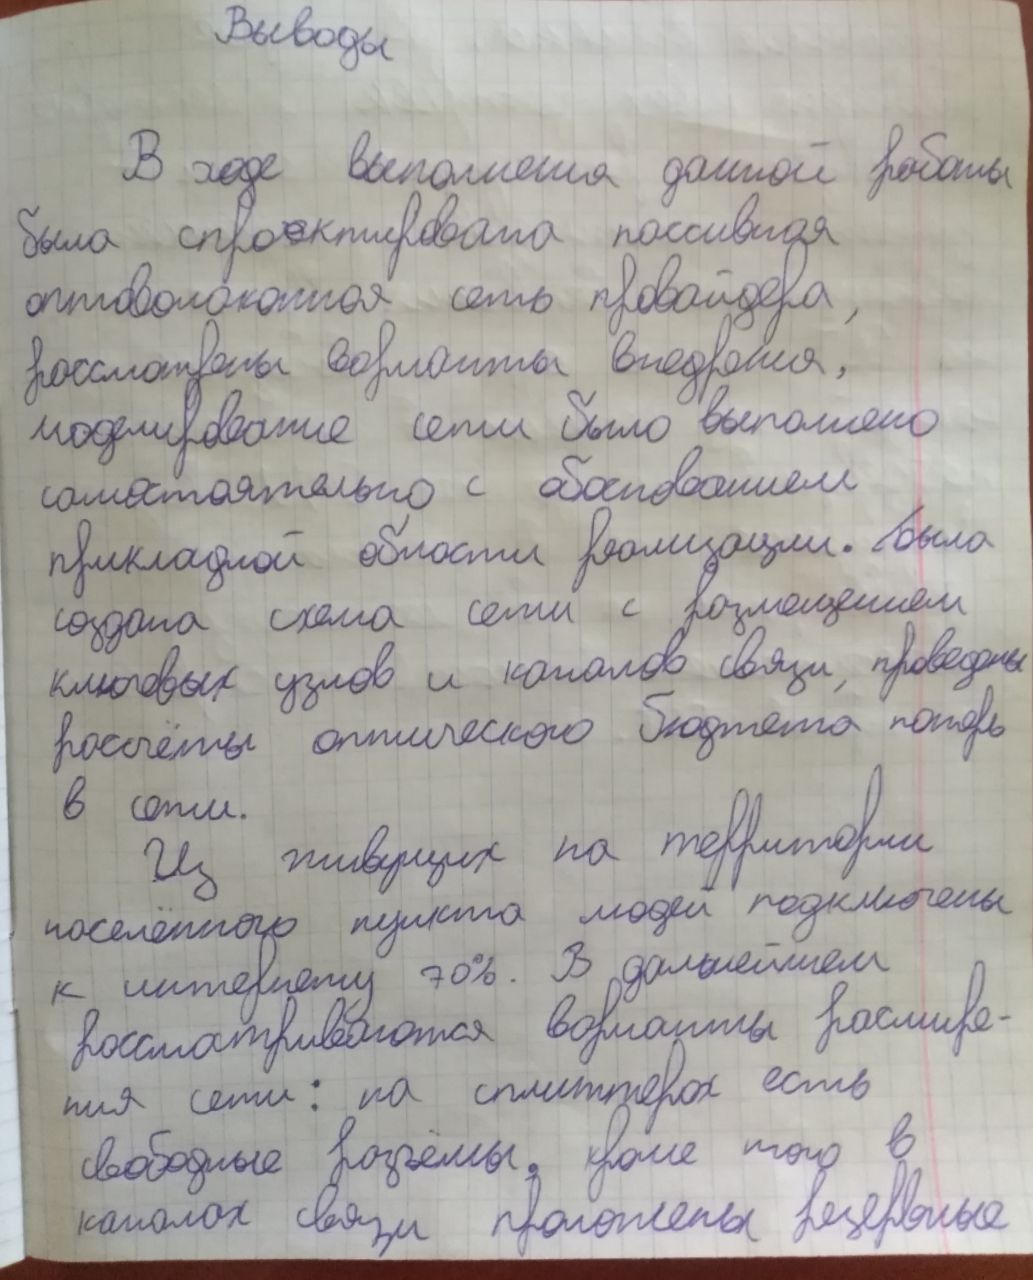 Выводы
В ходе выполнения данной работы
была спроектирована пассивная
оптоволоконная сеть провайдера,
рассмотрены варианты внедрения,
моделирование сети было выполнено
самостоятельно с обоснованием
прикладной области реализации. Была
создана схема сети с размещением
ключевых узлов и каналов связи, проведены
рассчёты оптического бюджета потерь
в сети.
Из живущих на территории
населённого пункта людей подключены
к интернету 70%. В дальнейшем
рассматриваются варианты расшире-
ния сети: на сплиттерах есть
свободные разъёмы, кроме того в
каналах связи проложены резервные